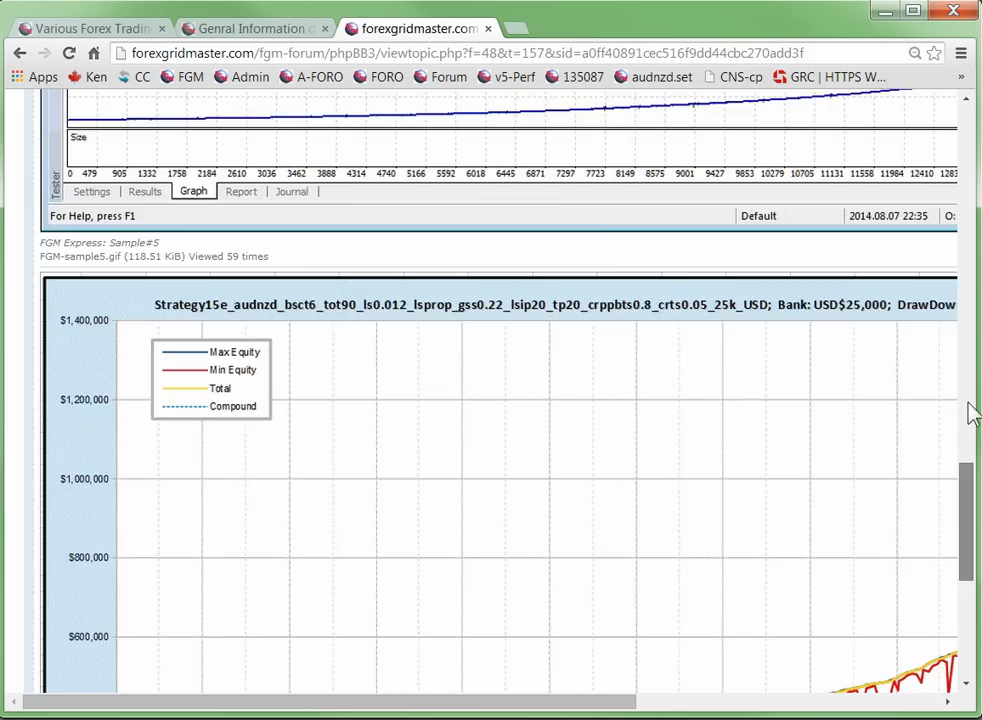 Various Forex Tradin
Genral Information o
forexgridmaster.com
forexgridmaster.com/fgm-forum/phpBB3/viewtopic.php?f=48&t=157&sid=a0ff40891cec516f9dd44cbc270add3f
Apps Ken CC FGM Admin A-FORO FORO Forum v5-Perf 135087 audnzd.set CNS-cp GRC | HTTPS W... »
Size
0 479 905 1332 1758 2184 2610 3036 3462 3888 4314 4740 5166 5592 6018 6445 6871 7297 7723 8149 8575 9001 9427 9853 10279 10705 11131 11558 11984 12410 1283
Tester
Settings Results Graph Report Journal
For Help, press F1 Default 2014.08.07 22:35 O:
FGM Express: Sample#5
FGM-sample5.gif (118.51 KiB) Viewed 59 times
Strategy15e_audnzd_bsct6_tot90_ls0.012_lsprop_gss0.22_lsip20_tp20_crppbts0.8_crts0.05_25k_USD; Bank: USD$25,000; DrawDow
$1,400,000
Max Equity
Min Equity
Total
Compound
$1,200,000
$1,000,000
$800,000
$600,000